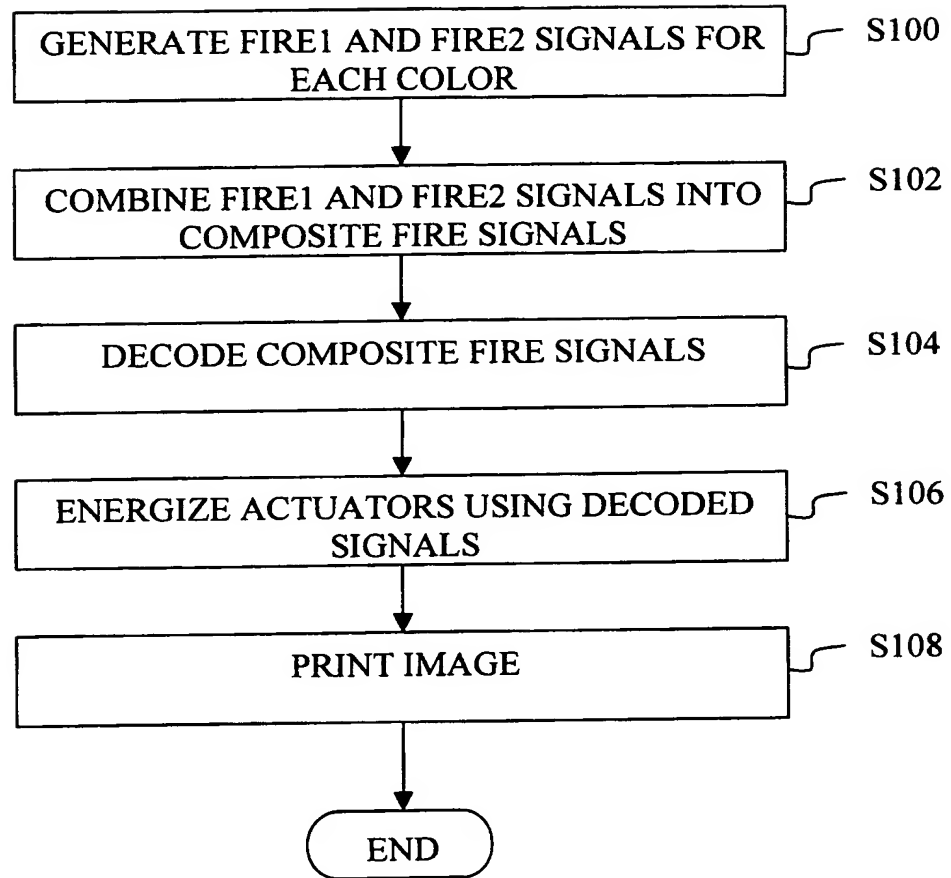 GENERATE FIRE1 AND FIRE2 SIGNALS FOR
EACH COLOR
S100
COMBINE FIRE1 AND FIRE2 SIGNALS INTO
COMPOSITE FIRE SIGNALS
S102
DECODE COMPOSITE FIRE SIGNALS
S104
ENERGIZE ACTUATORS USING DECODED
SIGNALS
S106
PRINT IMAGE
S108
END